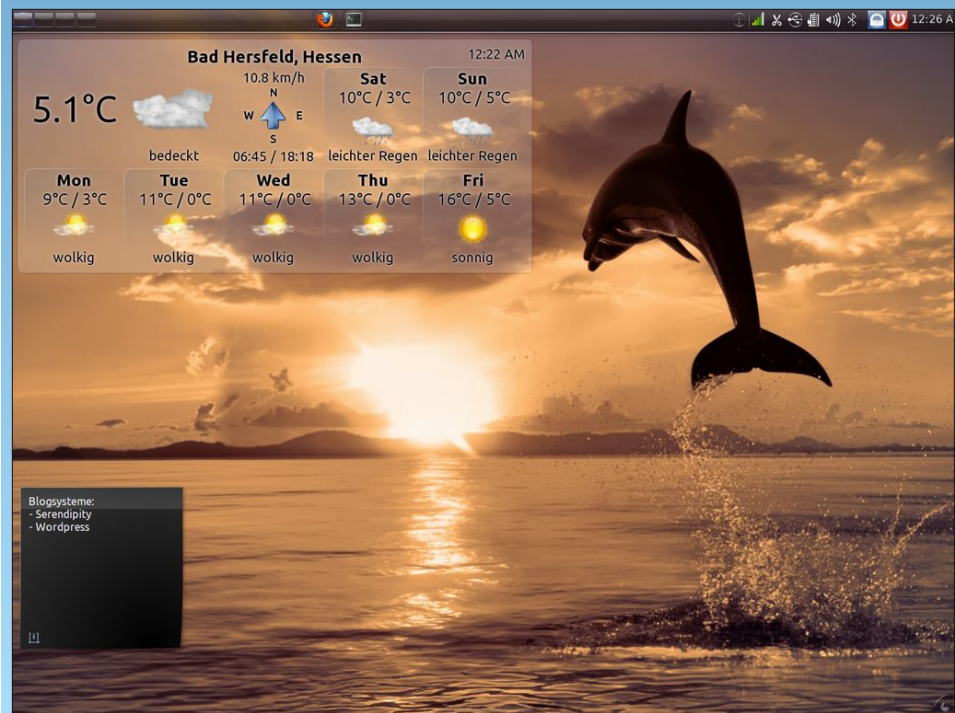 12:26 A
Bad Hersfeld, Hessen
12:22 AM
5.1°C
bedeckt
10.8 km/h
N
W E
S
06:45 / 18:18
Sat
10°C / 3°C
leichter Regen
Sun
10°C / 5°C
leichter Regen
Mon
9°C / 3°C
wolkig
Tue
11°C / 0°C
wolkig
Wed
11°C / 0°C
wolkig
Thu
13°C / 0°C
wolkig
Fri
16°C / 5°C
sonnig
Blogsysteme:
- Serendipity
- Wordpress